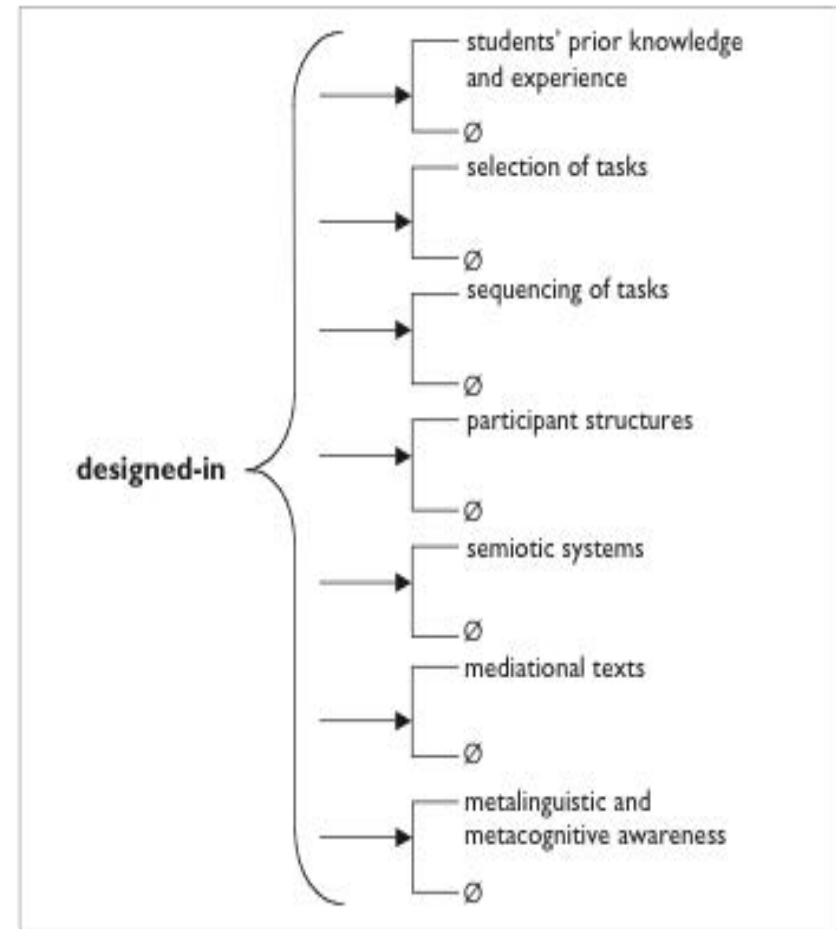 students’ prior knowledge
and experience
Ø
selection of tasks
Ø
sequencing of tasks
Ø
participant structures
designed-in
Ø
semiotic systems
Ø
mediational texts
Ø
metalinguistic and
metacognitive awareness
Ø